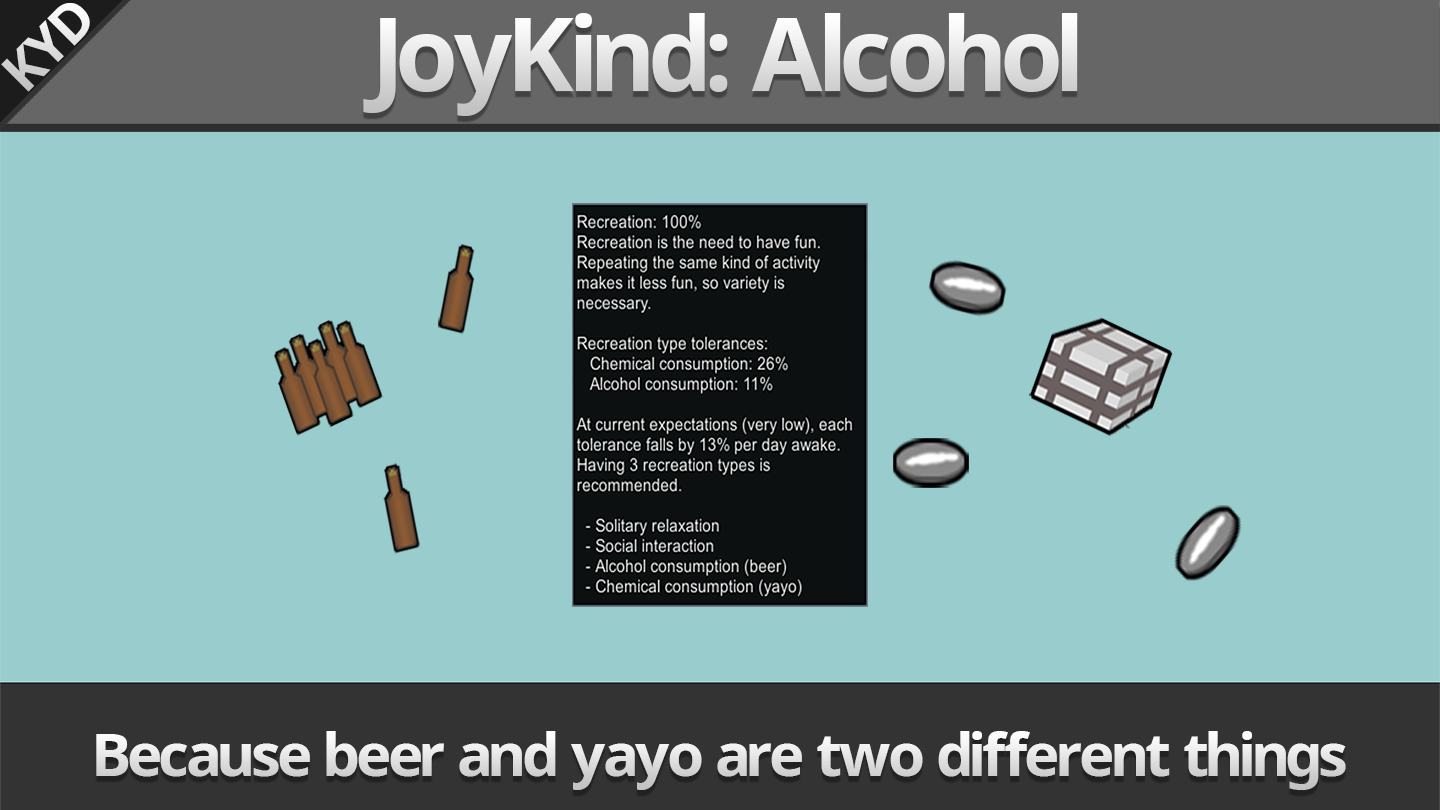 KYD
JoyKind: Alcohol
Recreation: 100%
Recreation is the need to have fun.
Repeating the same kind of activity
makes it less fun, so variety is
necessary.
Recreation type tolerances:
Chemical consumption: 26%
Alcohol consumption: 11%
At current expectations (very low), each
tolerance falls by 13% per day awake.
Having 3 recreation types is
recommended.
- Solitary relaxation
- Social interaction
- Alcohol consumption (beer)
- Chemical consumption (yayo)
Because beer and yayo are two different things